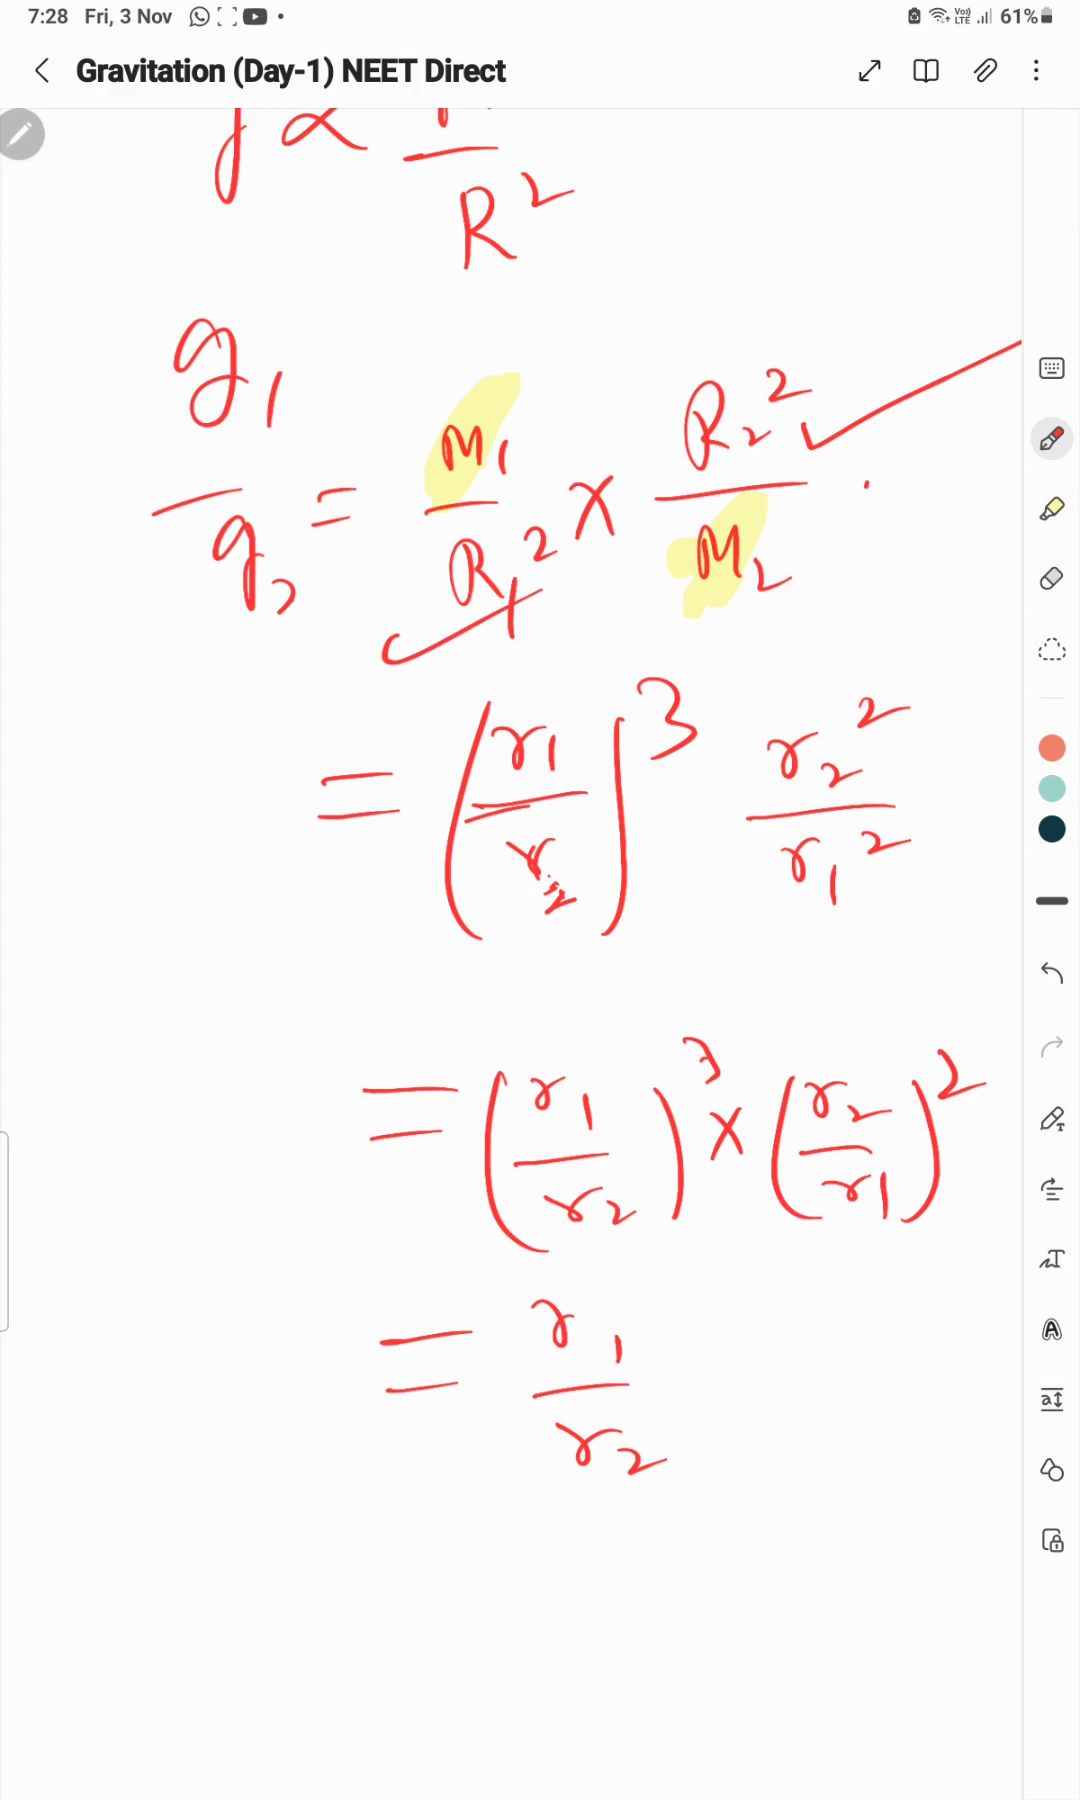 7:28 Fri, 3 Nov 61%
Gravitation (Day-1) NEET Direct
g ∝ / R²
g₁ / g₂ = M₁ / R₁² × R₂² / M₂
= (r₁ / r₂)³ r₂² / r₁²
= (r₁ / r₂)³ × (r₂ / r₁)²
= r₁ / r₂